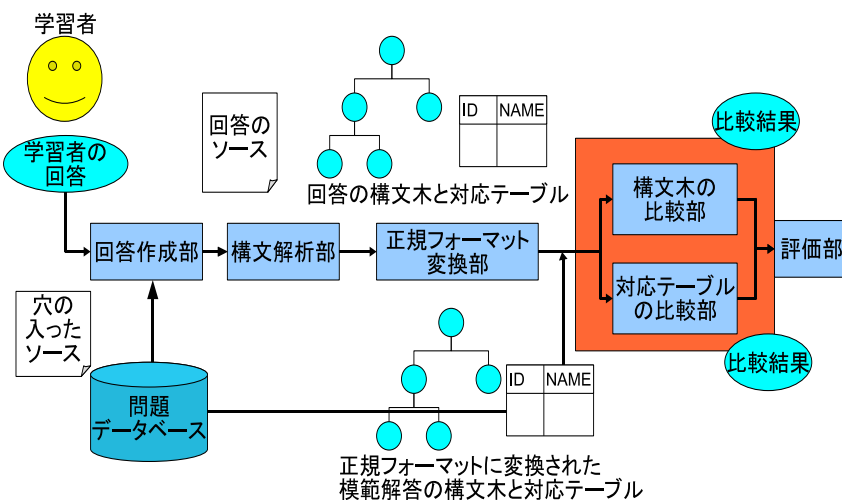 学習者
学習者の
回答
回答の
ソース
ID NAME
回答の構文木と対応テーブル
比較結果
構文木の
比較部
回答作成部
構文解析部
正規フォーマット
変換部
評価部
対応テーブル
の比較部
穴の
入った
ソース
比較結果
ID NAME
問題
データベース
正規フォーマットに変換された
模範解答の構文木と対応テーブル